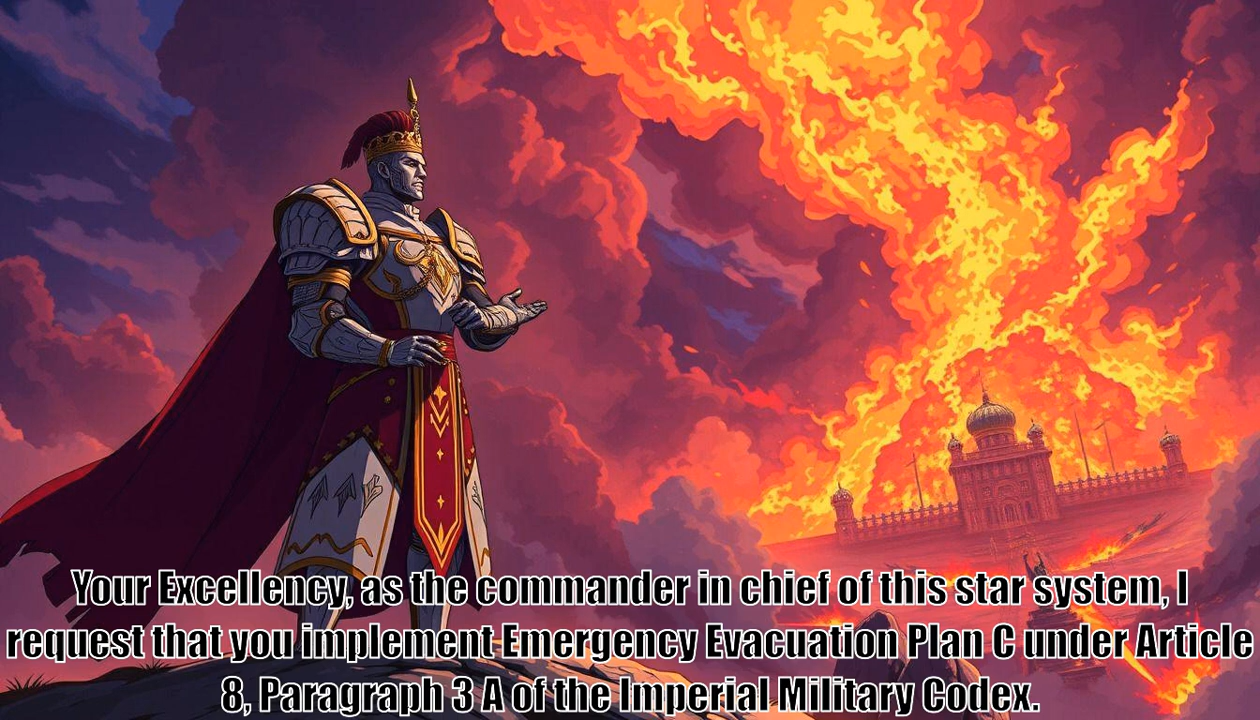 Your Excellency, as the commander in chief of this star system, I
request that you implement Emergency Evacuation Plan C under Article
8, Paragraph 3 A of the Imperial Military Codex.